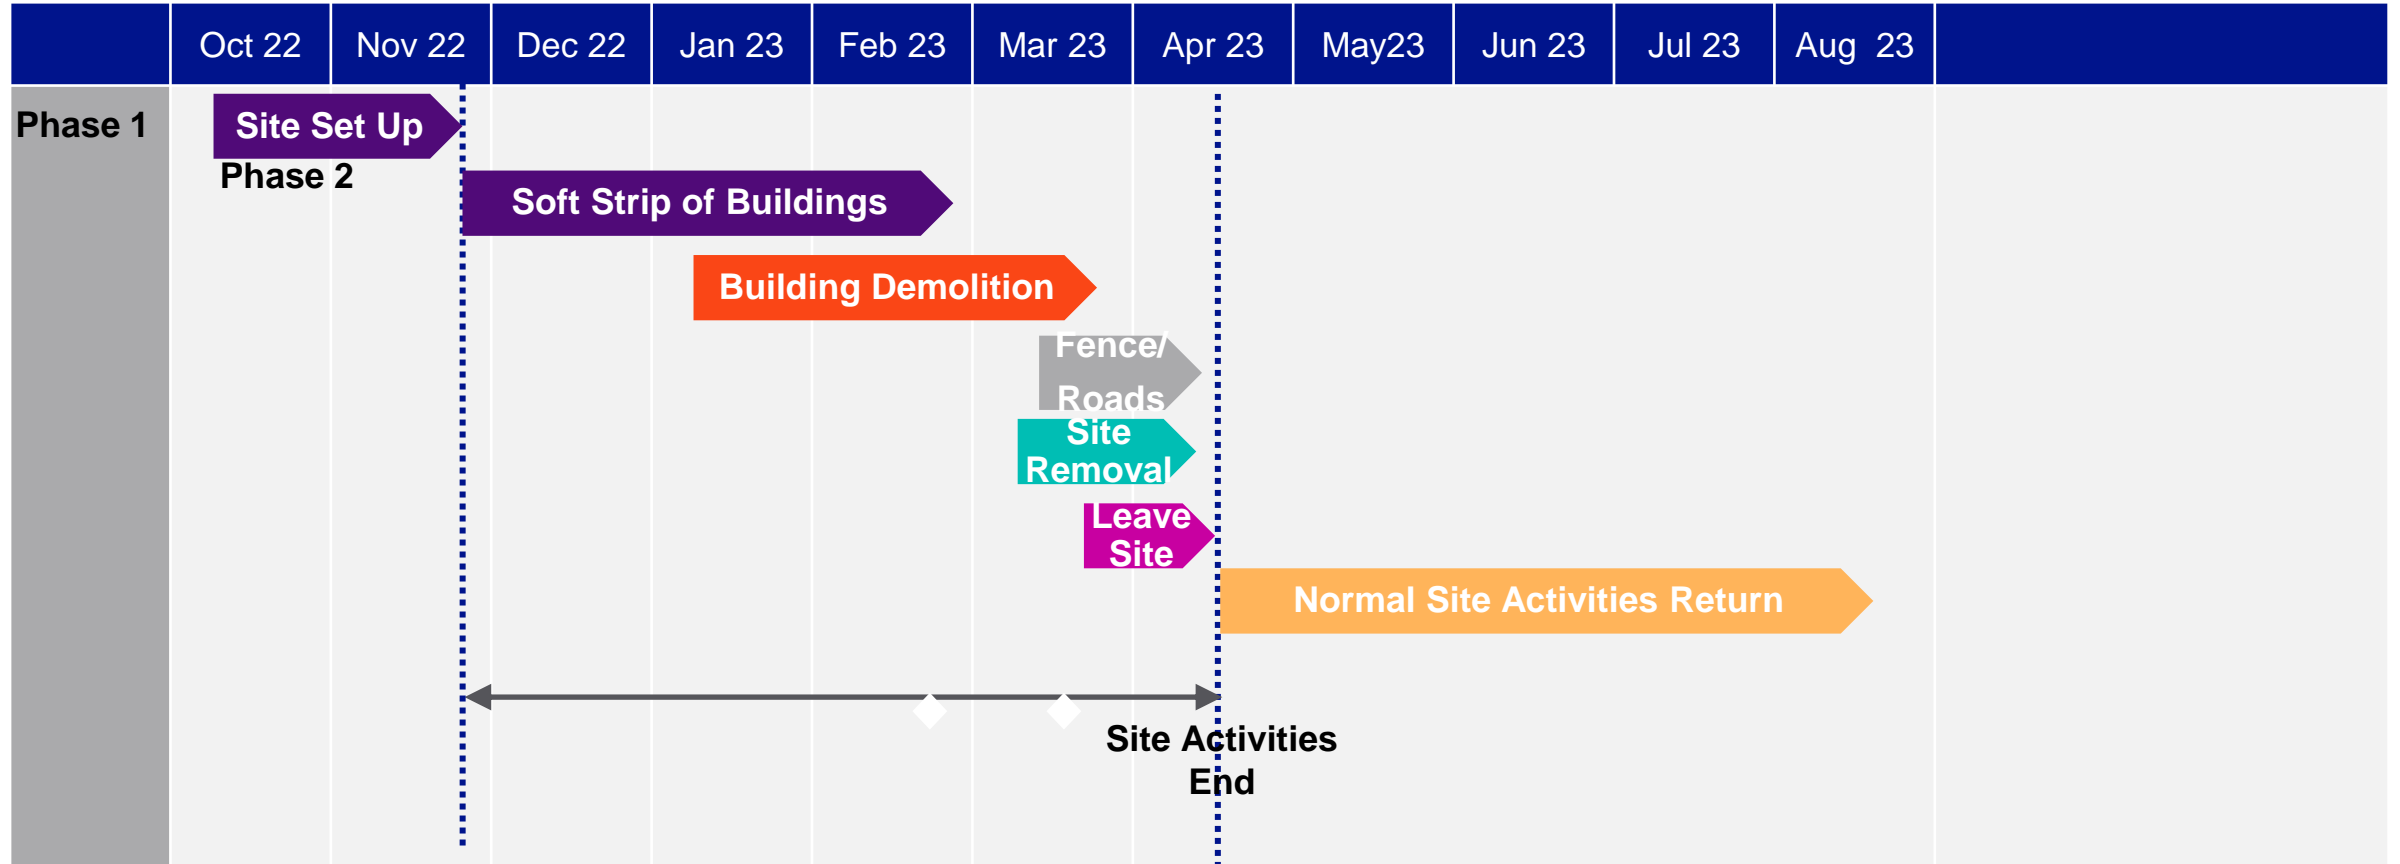 Oct 22 Nov 22 Dec 22 Jan 23 Feb 23 Mar 23 Apr 23 May23 Jun 23 Jul 23 Aug 23
Phase 1
Site Set Up
Phase 2
Soft Strip of Buildings
Building Demolition
Fence/
Roads
Site
Removal
Leave
Site
Normal Site Activities Return
Site Activities
End